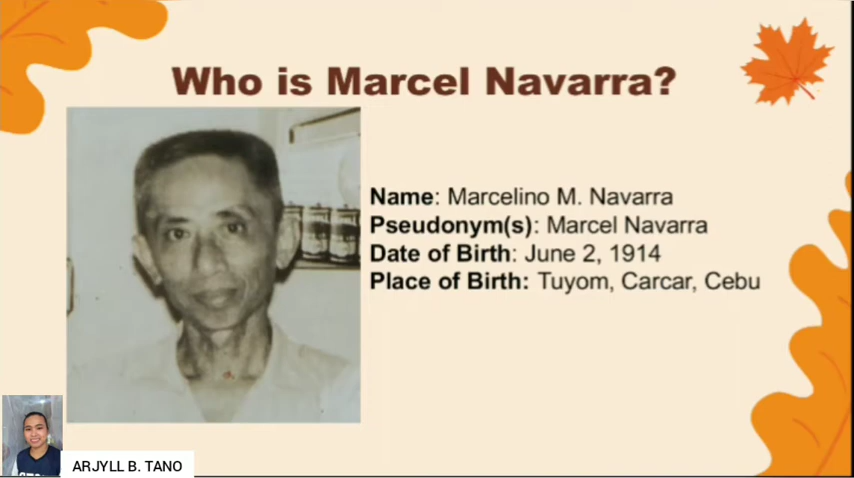 Who is Marcel Navarra?
Name: Marcelino M. Navarra
Pseudonym(s): Marcel Navarra
Date of Birth: June 2, 1914
Place of Birth: Tuyom, Carcar, Cebu
ARJYLL B. TANO